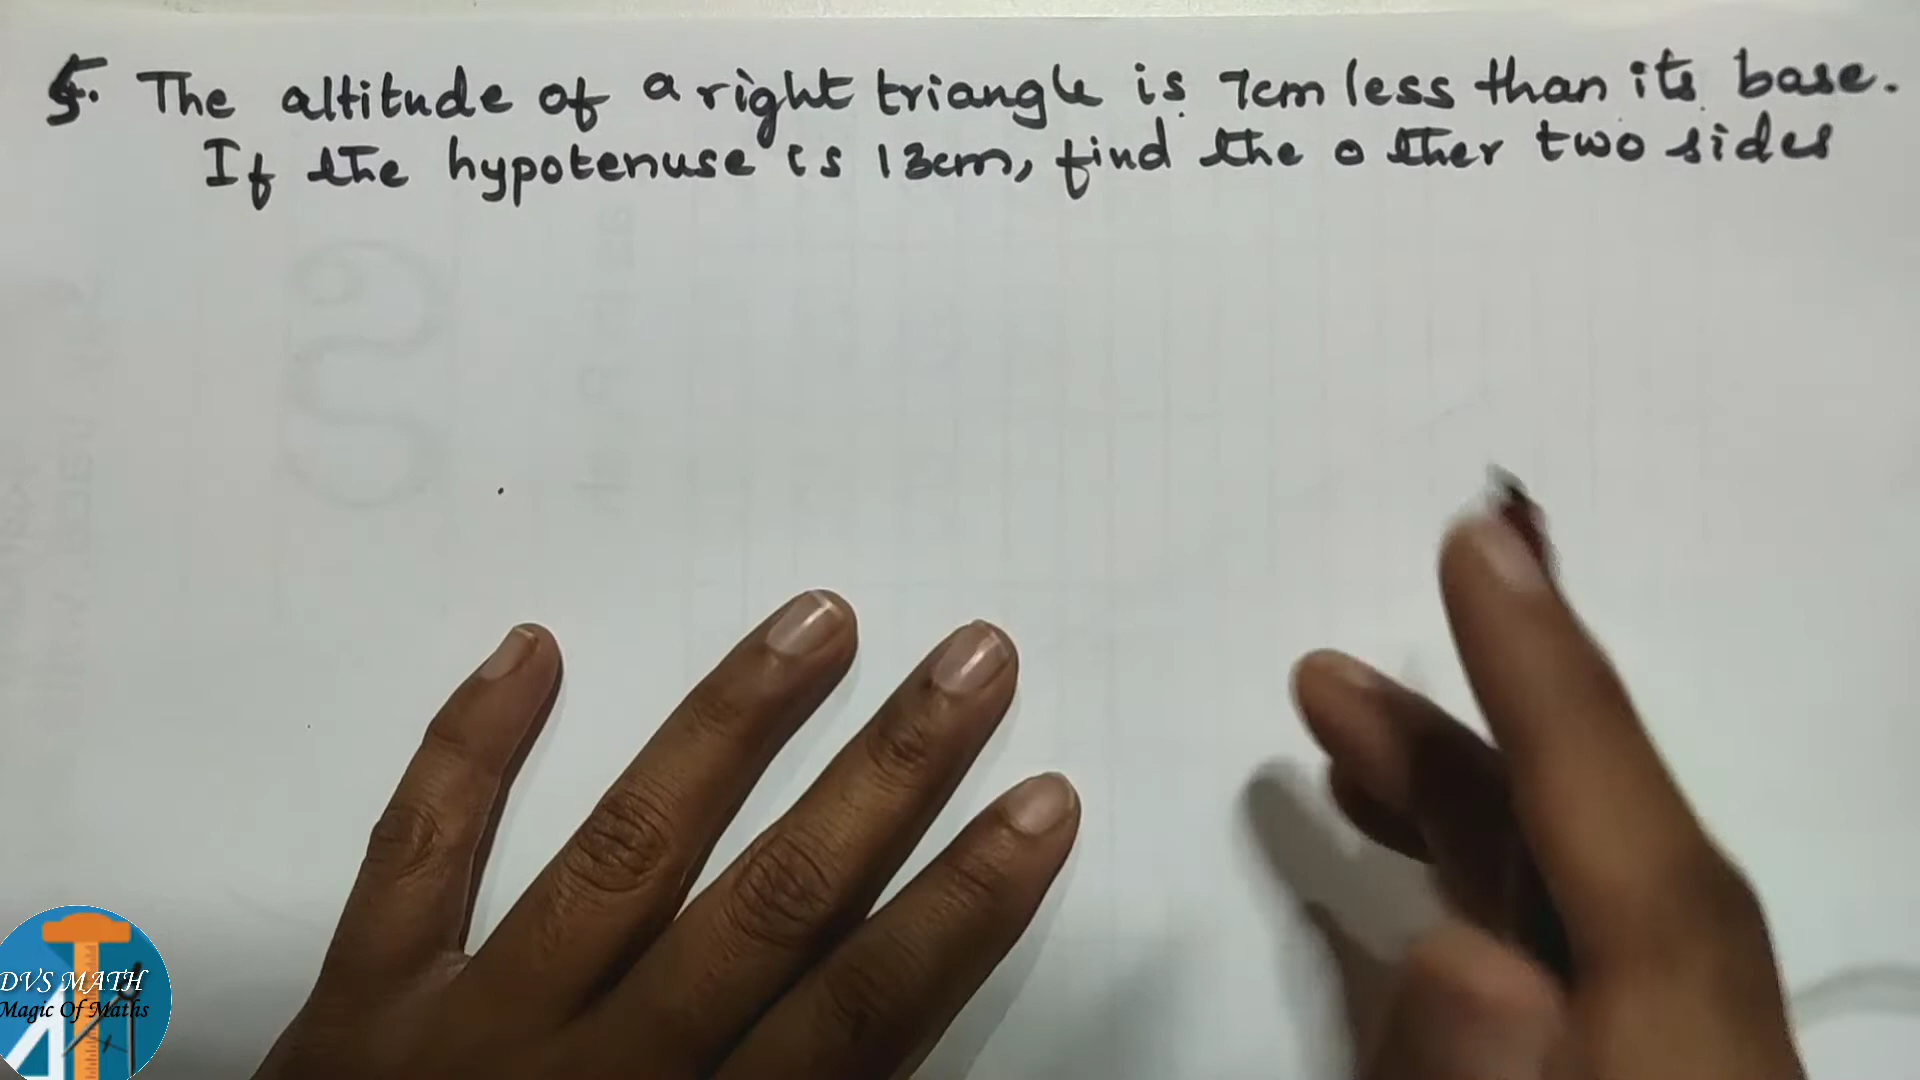 5. The altitude of a right triangle is 7cm less than its base.
If the hypotenuse is 13cm, find the other two sides
DVS MATH
Magic Of Maths